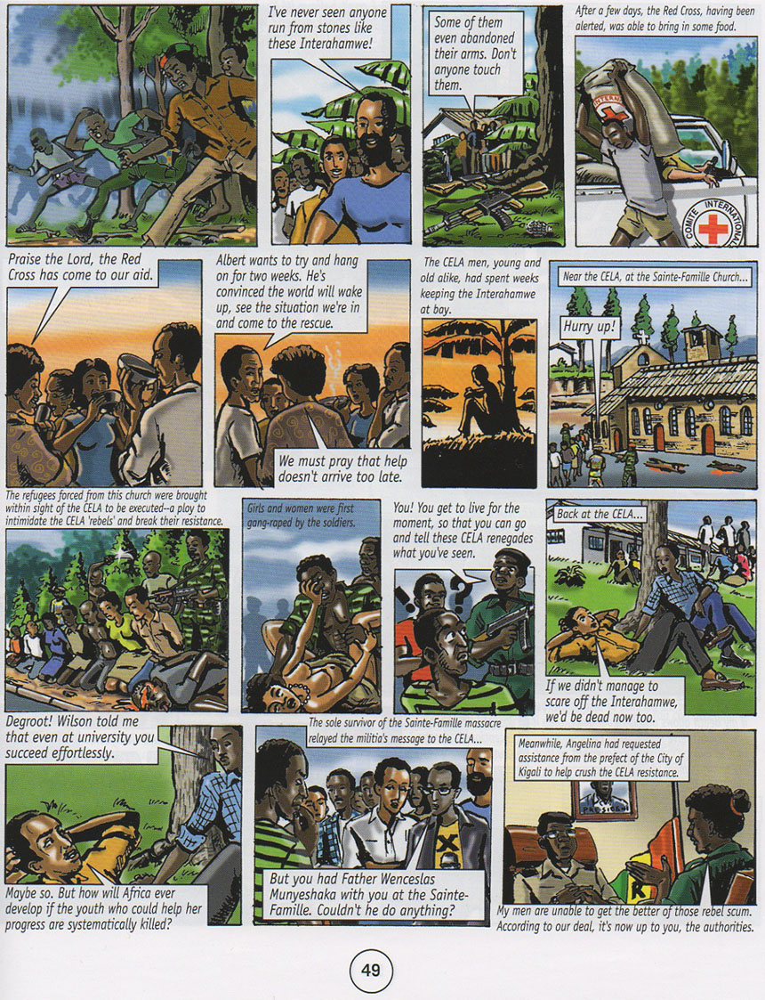 I've never seen anyone
run from stones like
these Interahamwe!
Some of them
even abandoned
their arms. Don't
anyone touch
them.
After a few days, the Red Cross, having been
alerted, was able to bring in some food.
INTERN
COMITE INTERNATIONAL
Praise the Lord, the Red
Cross has come to our aid.
Albert wants to try and hang
on for two weeks. He's
convinced the world will wake
up, see the situation we're in
and come to the rescue.
We must pray that help
doesn't arrive too late.
The CELA men, young and
old alike, had spent weeks
keeping the Interahamwe
at bay.
Near the CELA, at the Sainte-Famille Church...
Hurry up!
The refugees forced from this church were brought
within sight of the CELA to be executed--a play to
intimidate the CELA 'rebels' and break their resistance.
Girls and women were first
gang-raped by the soldiers.
You! You get to live for the
moment, so that you can go
and tell these CELA renegades
what you've seen.
! ?
Back at the CELA...
If we didn't manage to
scare off the Interahamwe,
we'd be dead now too.
Degroot! Wilson told me
that even at university you
succeed effortlessly.
Maybe so. But how will Africa ever
develop if the youth who could help her
progress are systematically killed?
The sole survivor of the Sainte-Famille massacre
relayed the militia's message to the CELA...
X
But you had Father Wenceslas
Munyeshaka with you at the Sainte-
Famille. Couldn't he do anything?
Meanwhile, Angelina had requested
assistance from the prefect of the City of
Kigali to help crush the CELA resistance.
PRESIDEN
K
My men are unable to get the better of those rebel scum.
According to our deal, it's now up to you, the authorities.
49